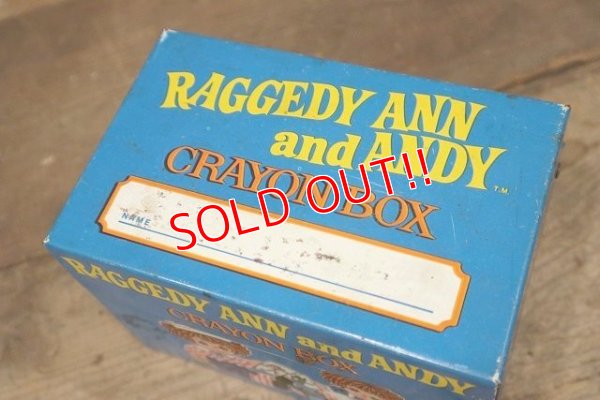 RAGGEDY ANN
and ANDY
T.M.
CRAYON BOX
SOLD OUT!!
NAME
RAGGEDY ANN and ANDY
CRAYON BOX